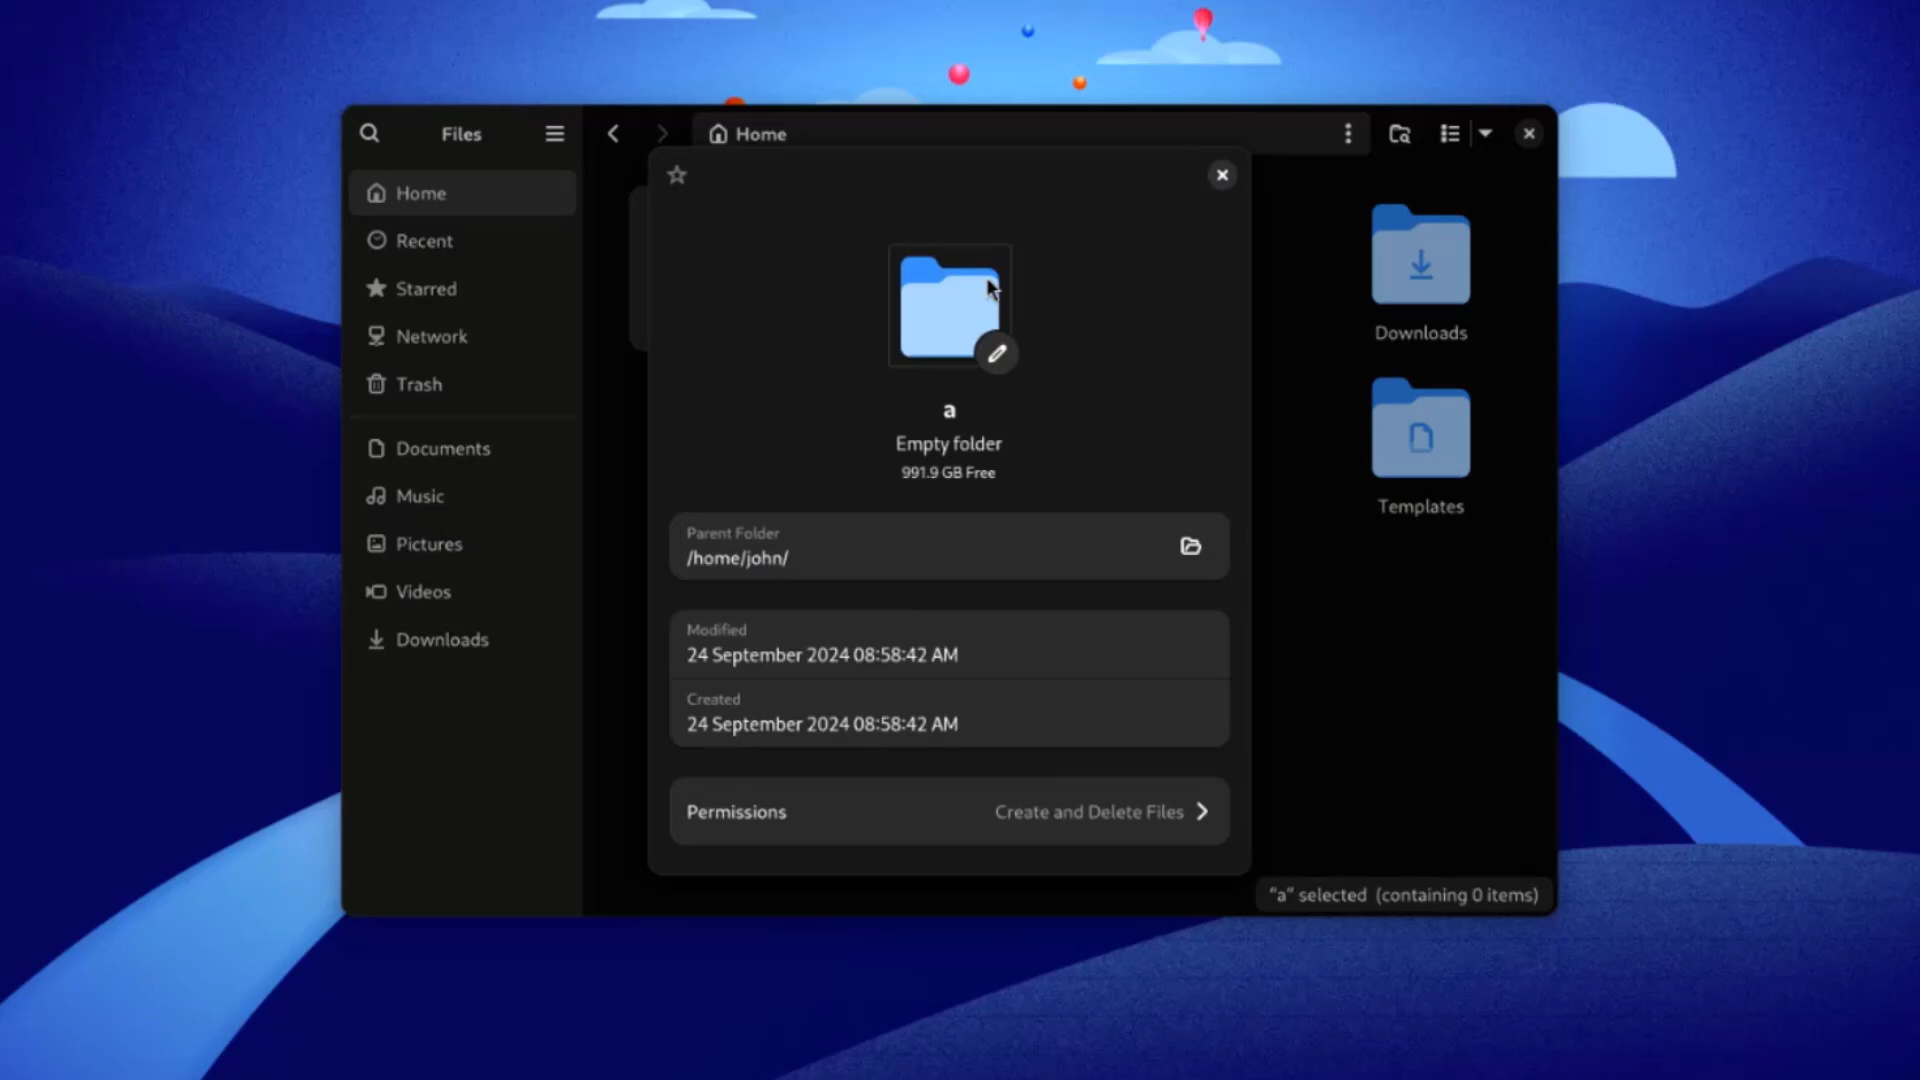 Files
Home
Home
Recent
Starred
Network
Trash
Documents
Music
Pictures
Videos
Downloads
a
Empty folder
991.9 GB Free
Parent Folder
/home/john/
Modified
24 September 2024 08:58:42 AM
Created
24 September 2024 08:58:42 AM
Permissions
Create and Delete Files
Downloads
Templates
“a” selected (containing 0 items)